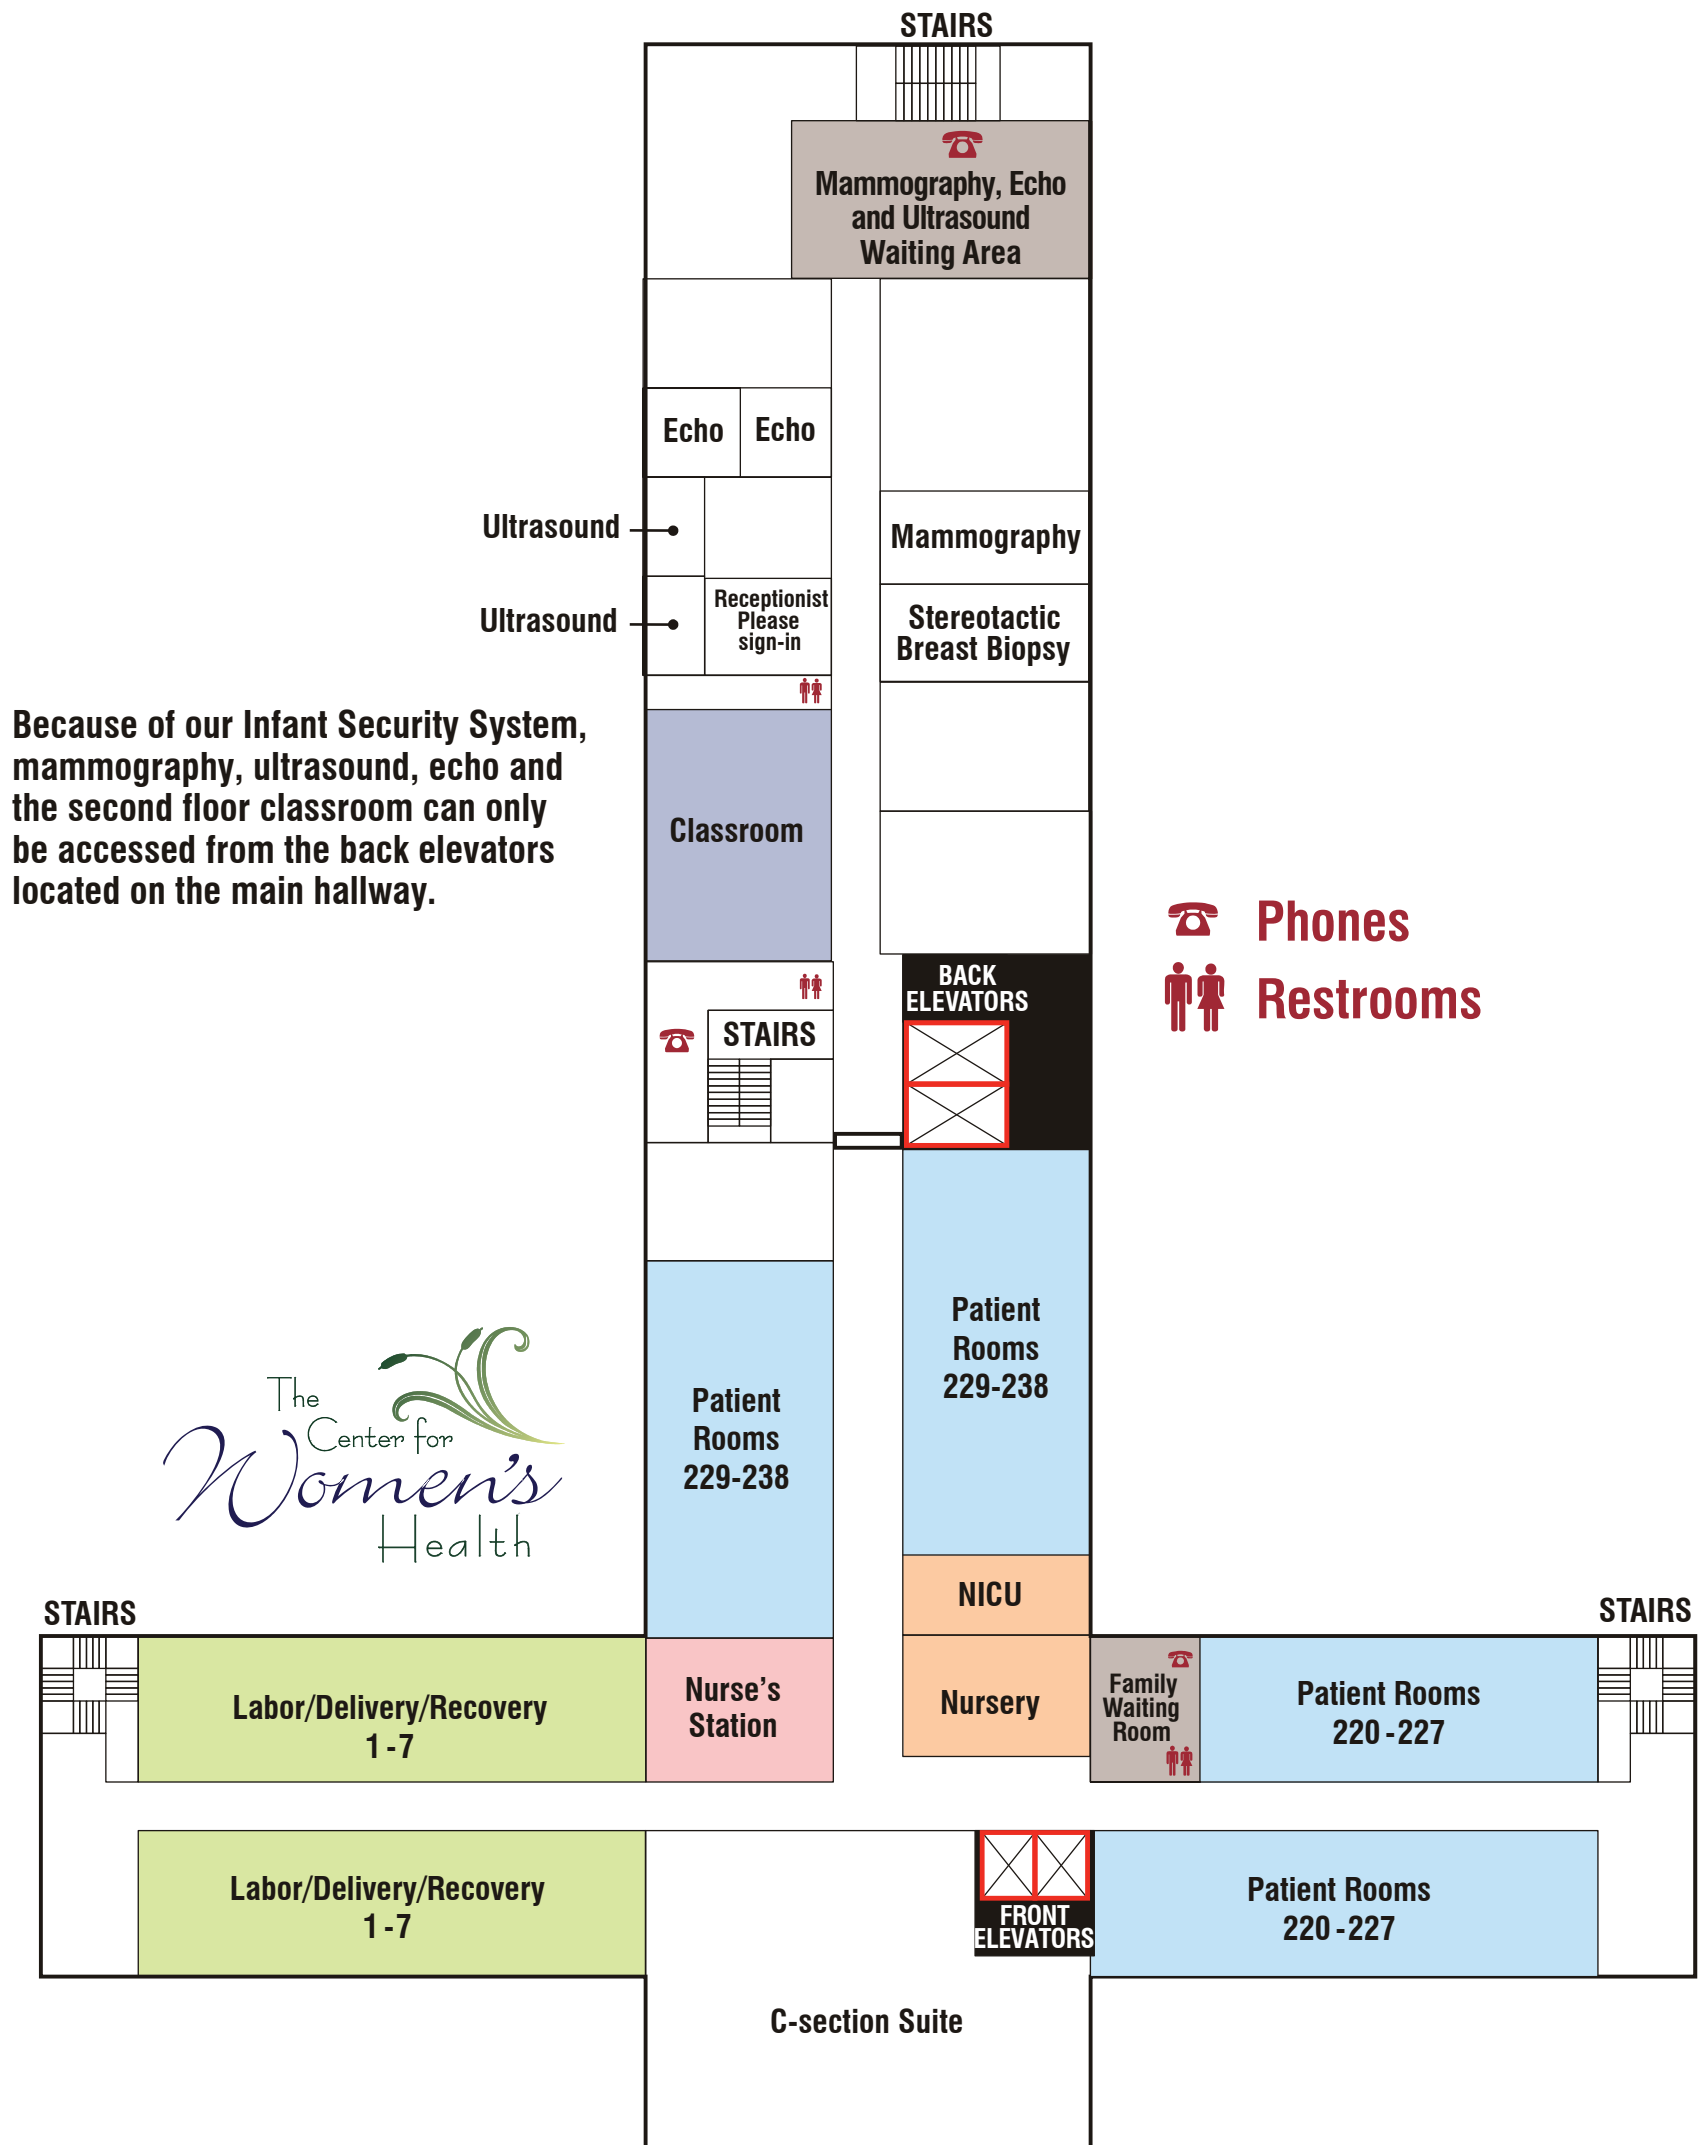 STAIRS
Mammography, Echo
and Ultrasound
Waiting Area
Echo
Echo
Ultrasound
Mammography
Ultrasound
Receptionist
Please
sign-in
Stereotactic
Breast Biopsy
Because of our Infant Security System,
mammography, ultrasound, echo and
the second floor classroom can only
be accessed from the back elevators
located on the main hallway.
Classroom
Phones
Restrooms
BACK
ELEVATORS
STAIRS
Patient
Rooms
229-238
Patient
Rooms
229-238
The
Center for
Women's
Health
NICU
STAIRS
STAIRS
Labor/Delivery/Recovery
1-7
Nurse's
Station
Nursery
Family
Waiting
Room
Patient Rooms
220-227
Labor/Delivery/Recovery
1-7
FRONT
ELEVATORS
Patient Rooms
220-227
C-section Suite